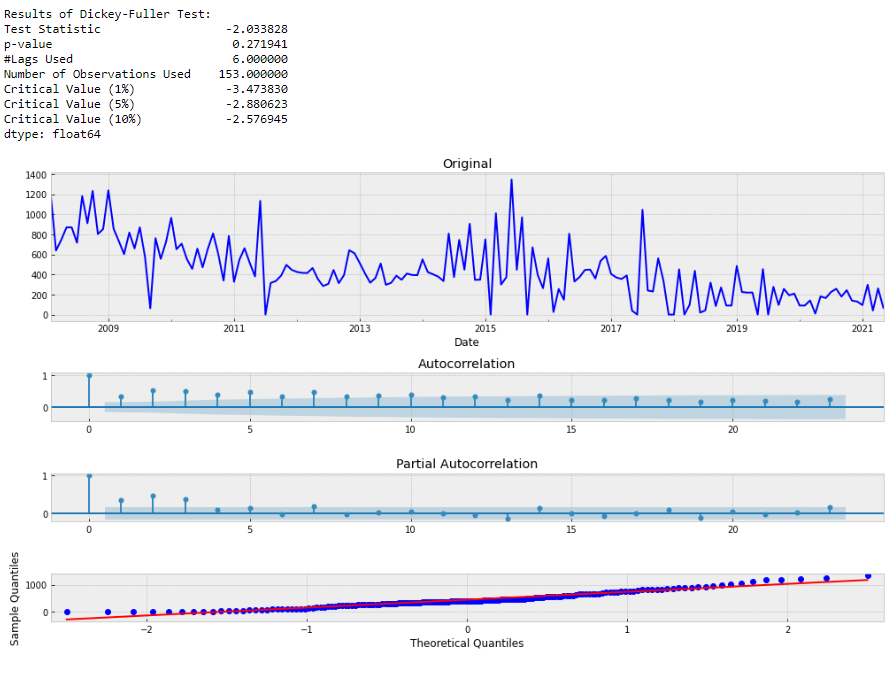 Results of Dickey-Fuller Test:
Test Statistic -2.033828
p-value 0.271941
#Lags Used 6.000000
Number of Observations Used 153.000000
Critical Value (1%) -3.473830
Critical Value (5%) -2.880623
Critical Value (10%) -2.576945
dtype: float64
Original
1400
1200
1000
800
600
400
200
0
2009 2011 2013 2015 2017 2019 2021
Date
Autocorrelation
1
0
0 5 10 15 20
Partial Autocorrelation
1
0
0 5 10 15 20
Sample Quantiles
1000
0
−2 −1 0 1 2
Theoretical Quantiles